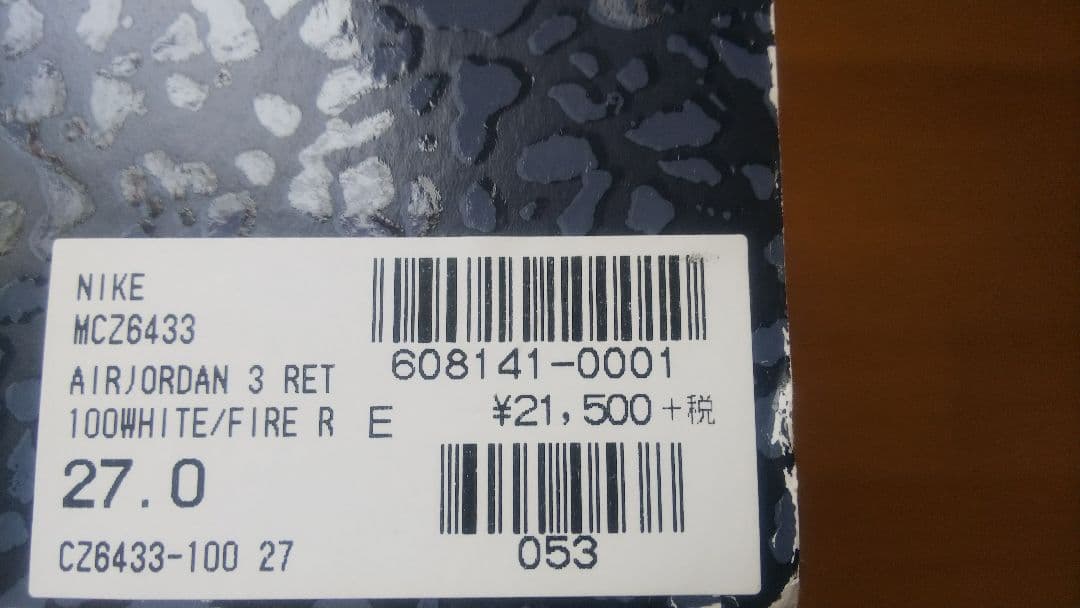 NIKE
MCZ6433
AIRJORDAN 3 RET
100WHITE/FIRE R E
27.0
CZ6433-100 27
608141-0001
¥21,500+税
053